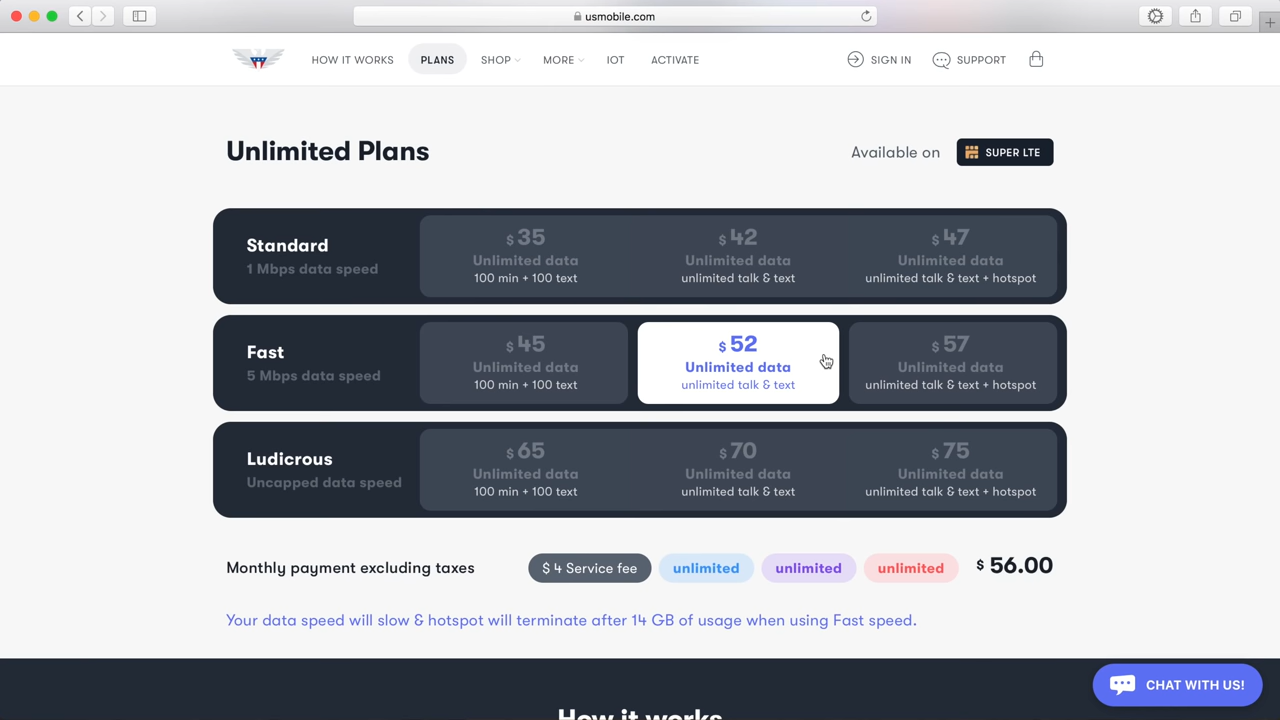 usmobile.com
HOW IT WORKS
PLANS
SHOP
MORE
IOT
ACTIVATE
SIGN IN
SUPPORT
Unlimited Plans
Available on
SUPER LTE
Standard
1 Mbps data speed
$ 35
Unlimited data
100 min + 100 text
$ 42
Unlimited data
unlimited talk & text
$ 47
Unlimited data
unlimited talk & text + hotspot
Fast
5 Mbps data speed
$ 45
Unlimited data
100 min + 100 text
$ 52
Unlimited data
unlimited talk & text
$ 57
Unlimited data
unlimited talk & text + hotspot
Ludicrous
Uncapped data speed
$ 65
Unlimited data
100 min + 100 text
$ 70
Unlimited data
unlimited talk & text
$ 75
Unlimited data
unlimited talk & text + hotspot
Monthly payment excluding taxes
$ 4 Service fee
unlimited
unlimited
unlimited
$ 56.00
Your data speed will slow & hotspot will terminate after 14 GB of usage when using Fast speed.
CHAT WITH US!
How it works